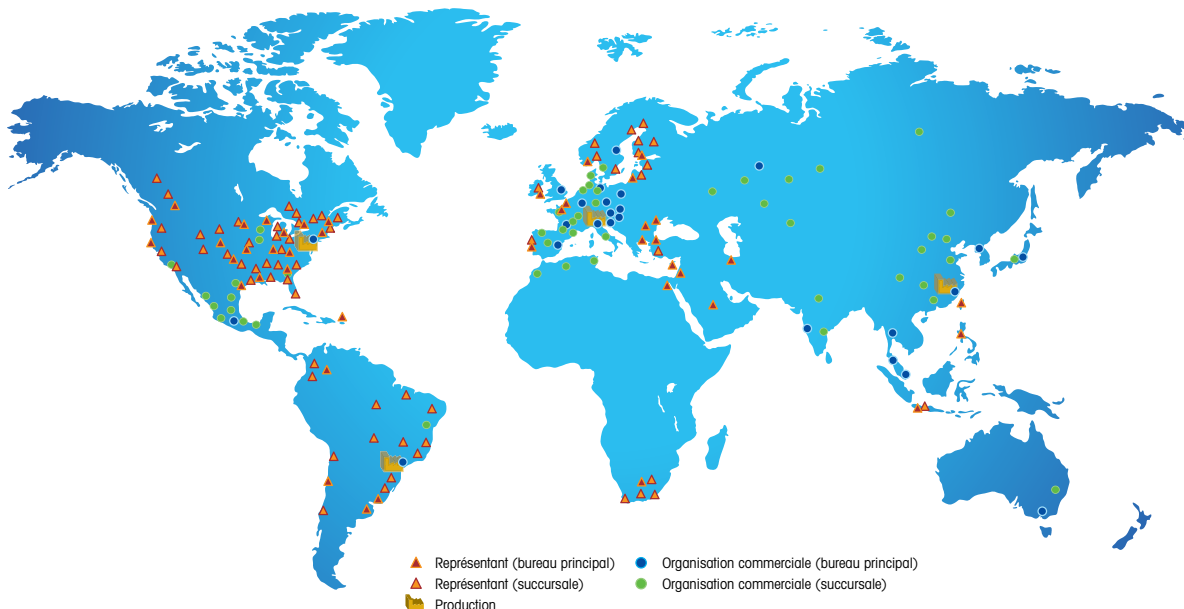 Représentant (bureau principal)
Organisation commerciale (bureau principal)
Représentant (succursale)
Organisation commerciale (succursale)
Production